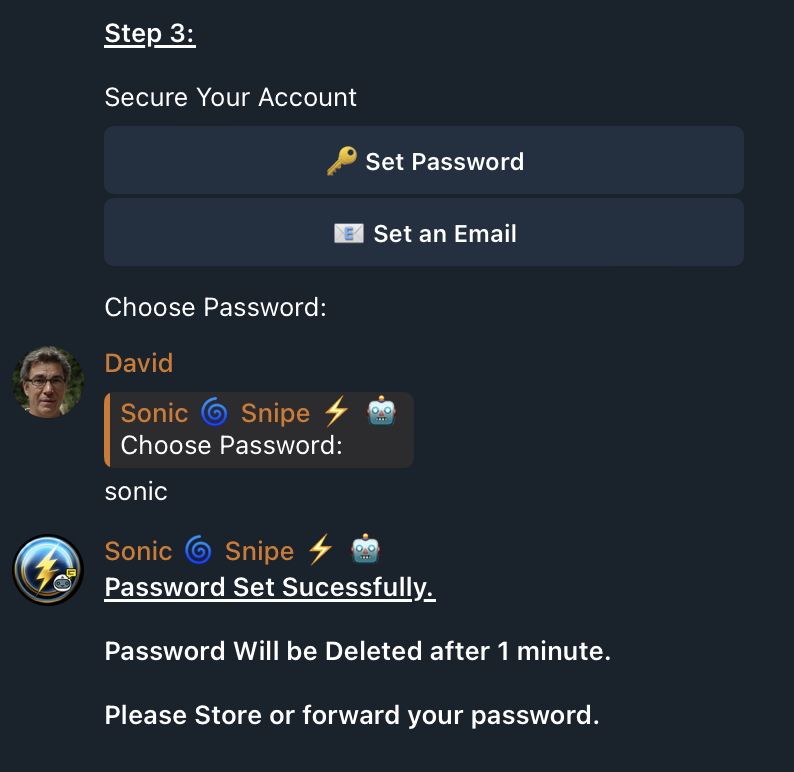 Step 3:
Secure Your Account
🔑 Set Password
📧 Set an Email
Choose Password:
David
Sonic 🌀 Snipe ⚡ 🤖
Choose Password:
sonic
Sonic 🌀 Snipe ⚡ 🤖
Password Set Sucessfully.
Password Will be Deleted after 1 minute.
Please Store or forward your password.